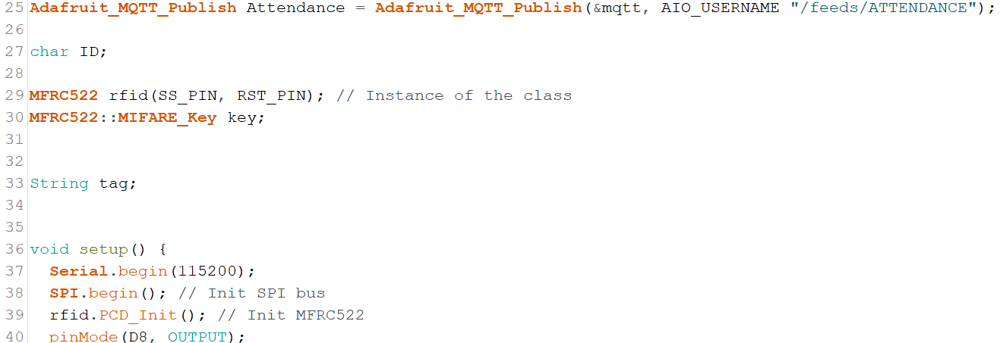 25 Adafruit_MQTT_Publish Attendance = Adafruit_MQTT_Publish(&mqtt, AIO_USERNAME "/feeds/ATTENDANCE");
26
27 char ID;
28
29 MFRC522 rfid(SS_PIN, RST_PIN); // Instance of the class
30 MFRC522::MIFARE_Key key;
31
32
33 String tag;
34
35
36 void setup() {
37   Serial.begin(115200);
38   SPI.begin(); // Init SPI bus
39   rfid.PCD_Init(); // Init MFRC522
40   pinMode(D8, OUTPUT);